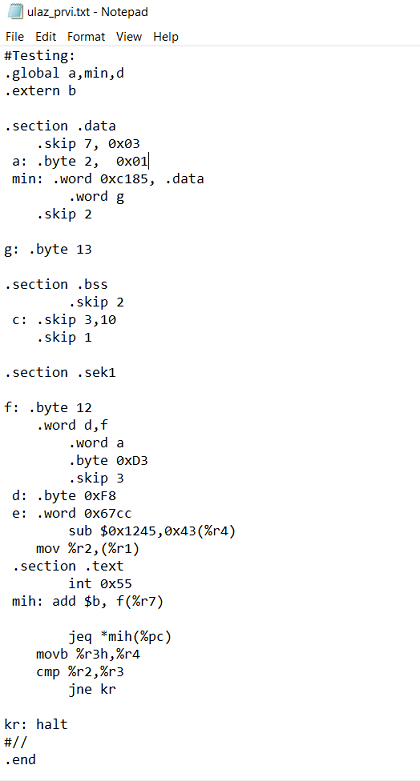 ulaz_prvi.txt - Notepad
File Edit Format View Help
#Testing:
.global a,min,d
.extern b
.section .data
.skip 7, 0x03
a: .byte 2,  0x01
min: .word 0xc185, .data
.word g
.skip 2
g: .byte 13
.section .bss
.skip 2
c: .skip 3,10
.skip 1
.section .sek1
f: .byte 12
.word d,f
.word a
.byte 0xD3
.skip 3
d: .byte 0xF8
e: .word 0x67cc
sub $0x1245,0x43(%r4)
mov %r2,(%r1)
.section .text
int 0x55
mih: add $b, f(%r7)
jeq *mih(%pc)
movb %r3h,%r4
cmp %r2,%r3
jne kr
kr: halt
#//
.end